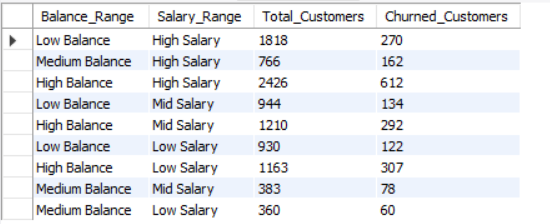 Balance_Range Salary_Range Total_Customers Churned_Customers
Low Balance High Salary 1818 270
Medium Balance High Salary 766 162
High Balance High Salary 2426 612
Low Balance Mid Salary 944 134
High Balance Mid Salary 1210 292
Low Balance Low Salary 930 122
High Balance Low Salary 1163 307
Medium Balance Mid Salary 383 78
Medium Balance Low Salary 360 60